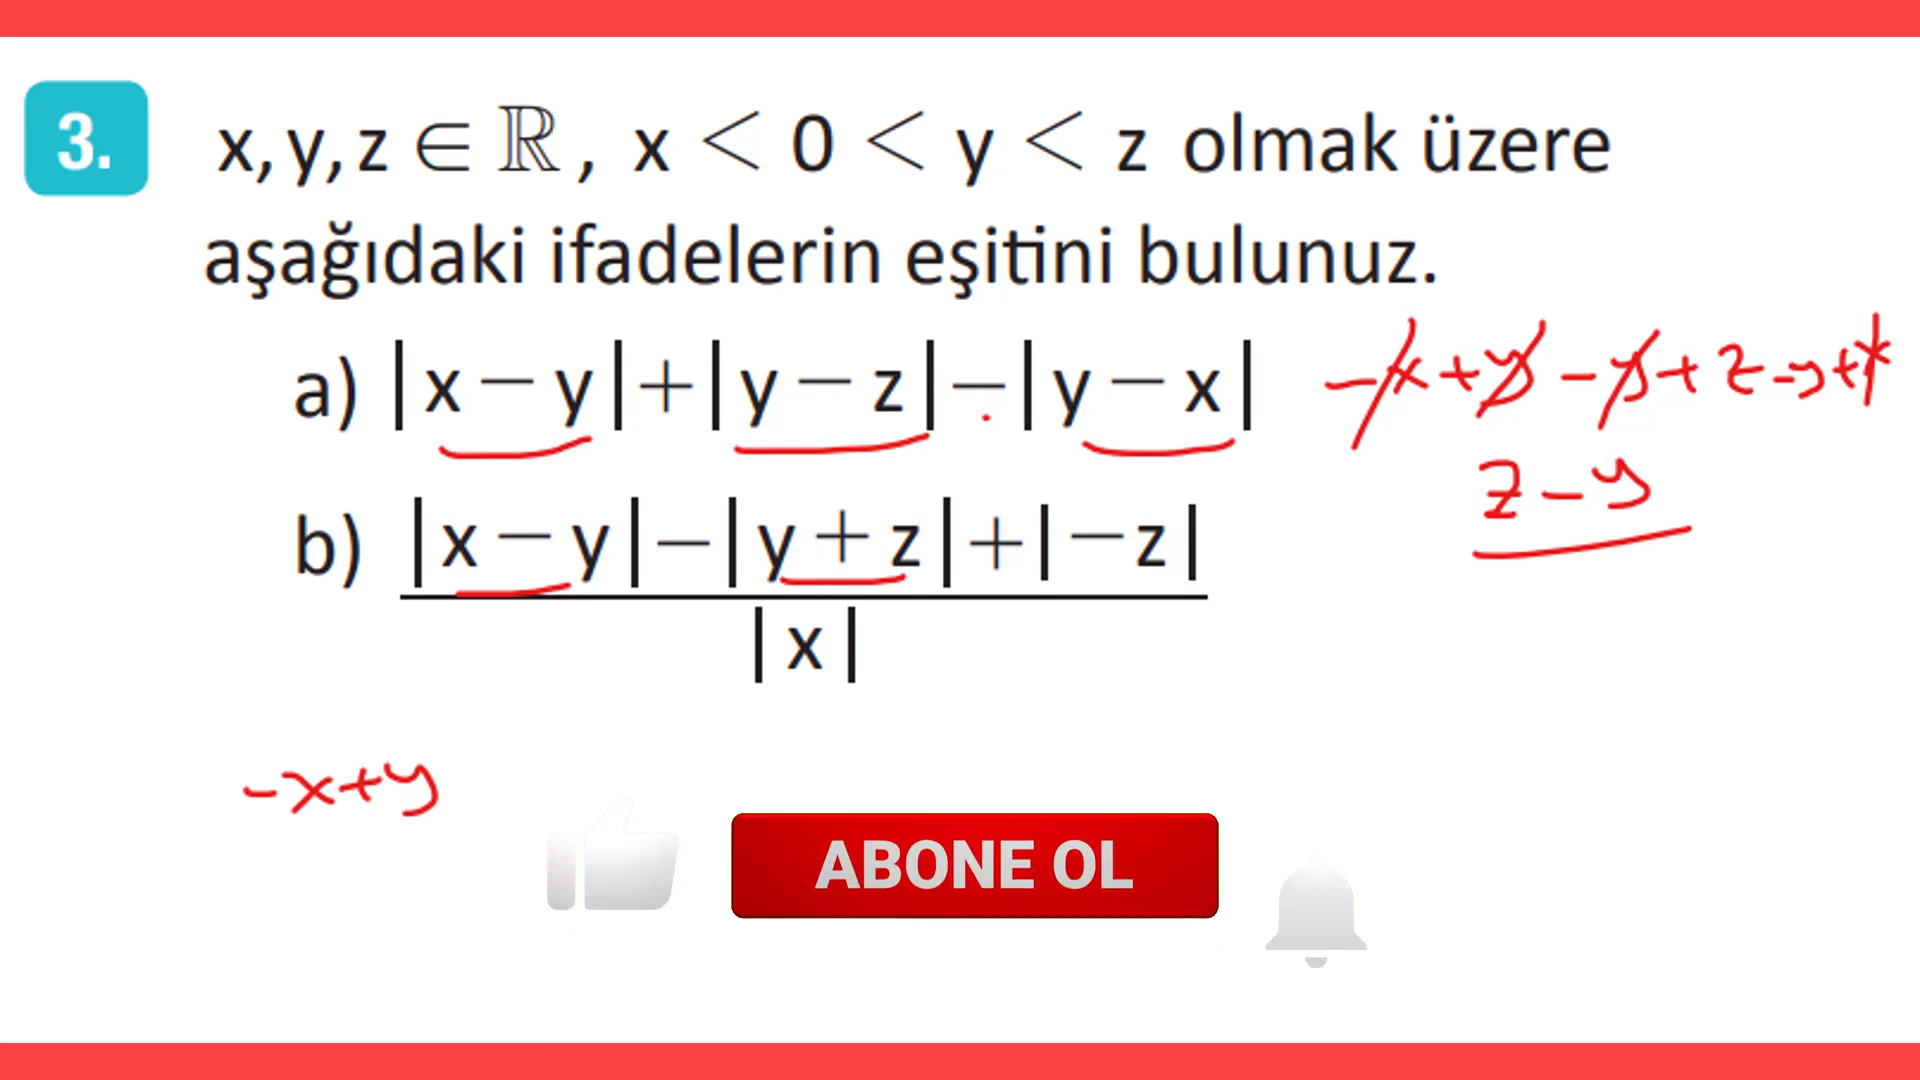 3. x, y, z ∈ ℝ, x < 0 < y < z olmak üzere
aşağıdaki ifadelerin eşitini bulunuz.
a) |x − y| + |y − z| − |y − x|
-x+y-y+z-y+x
z-y
b) |x − y| − |y + z| + |−z|
|x|
-x+y
ABONE OL